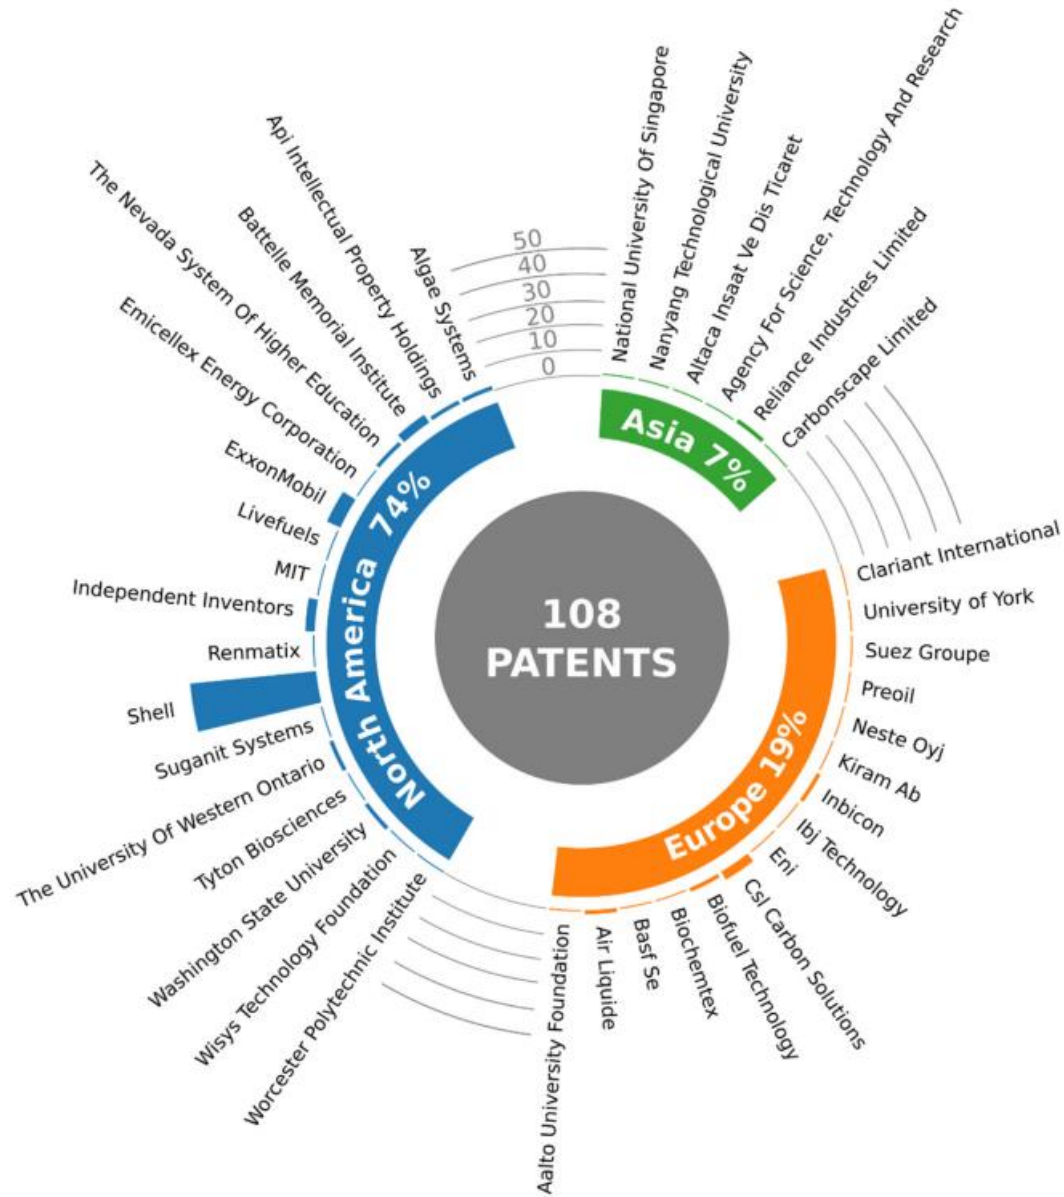 108
PATENTS
Asia 7%
Europe 19%
North America 74%
50
40
30
20
10
0
National University Of Singapore
Nanyang Technological University
Altaca Insaat Ve Dis Ticaret
Agency For Science, Technology And Research
Reliance Industries Limited
Carbonscape Limited
Clariant International
University of York
Suez Groupe
Preoil
Neste Oyj
Kiram Ab
Inbicon
Ibj Technology
Eni
Csl Carbon Solutions
Biofuel Technology
Biochemtex
Basf Se
Air Liquide
Aalto University Foundation
Worcester Polytechnic Institute
Wisys Technology Foundation
Washington State University
Tyton Biosciences
The University Of Western Ontario
Suganit Systems
Shell
Renmatix
Independent Inventors
MIT
Livefuels
ExxonMobil
Emicellex Energy Corporation
The Nevada System Of Higher Education
Battelle Memorial Institute
Api Intellectual Property Holdings
Algae Systems